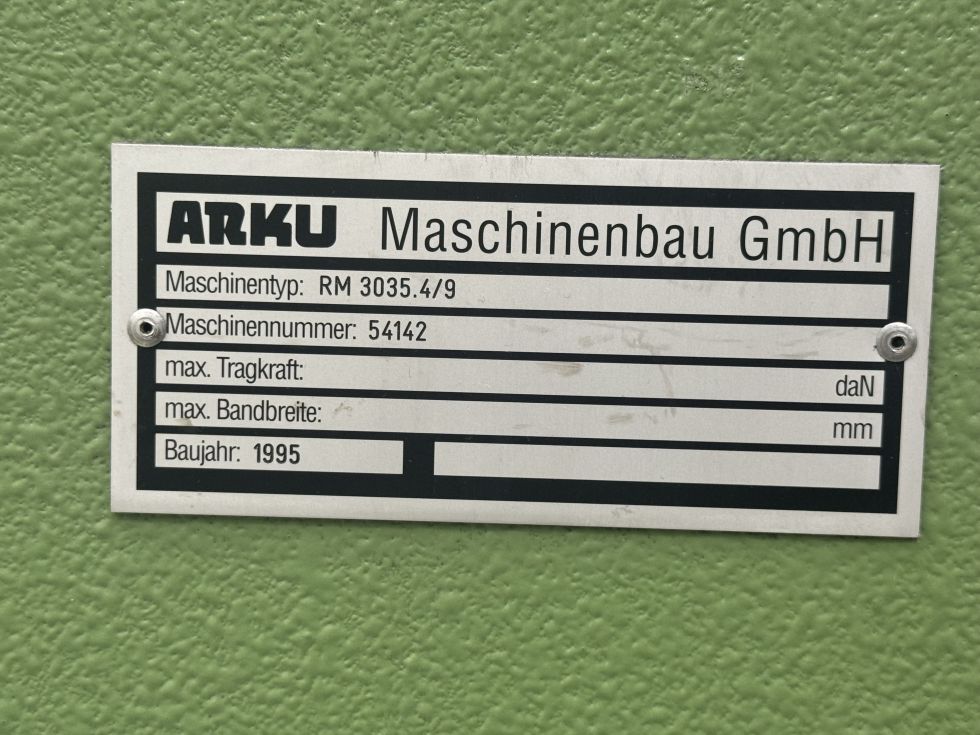 ARKU Maschinenbau GmbH
Maschinentyp: RM 3035.4/9
Maschinennummer: 54142
max. Tragkraft: daN
max. Bandbreite: mm
Baujahr: 1995